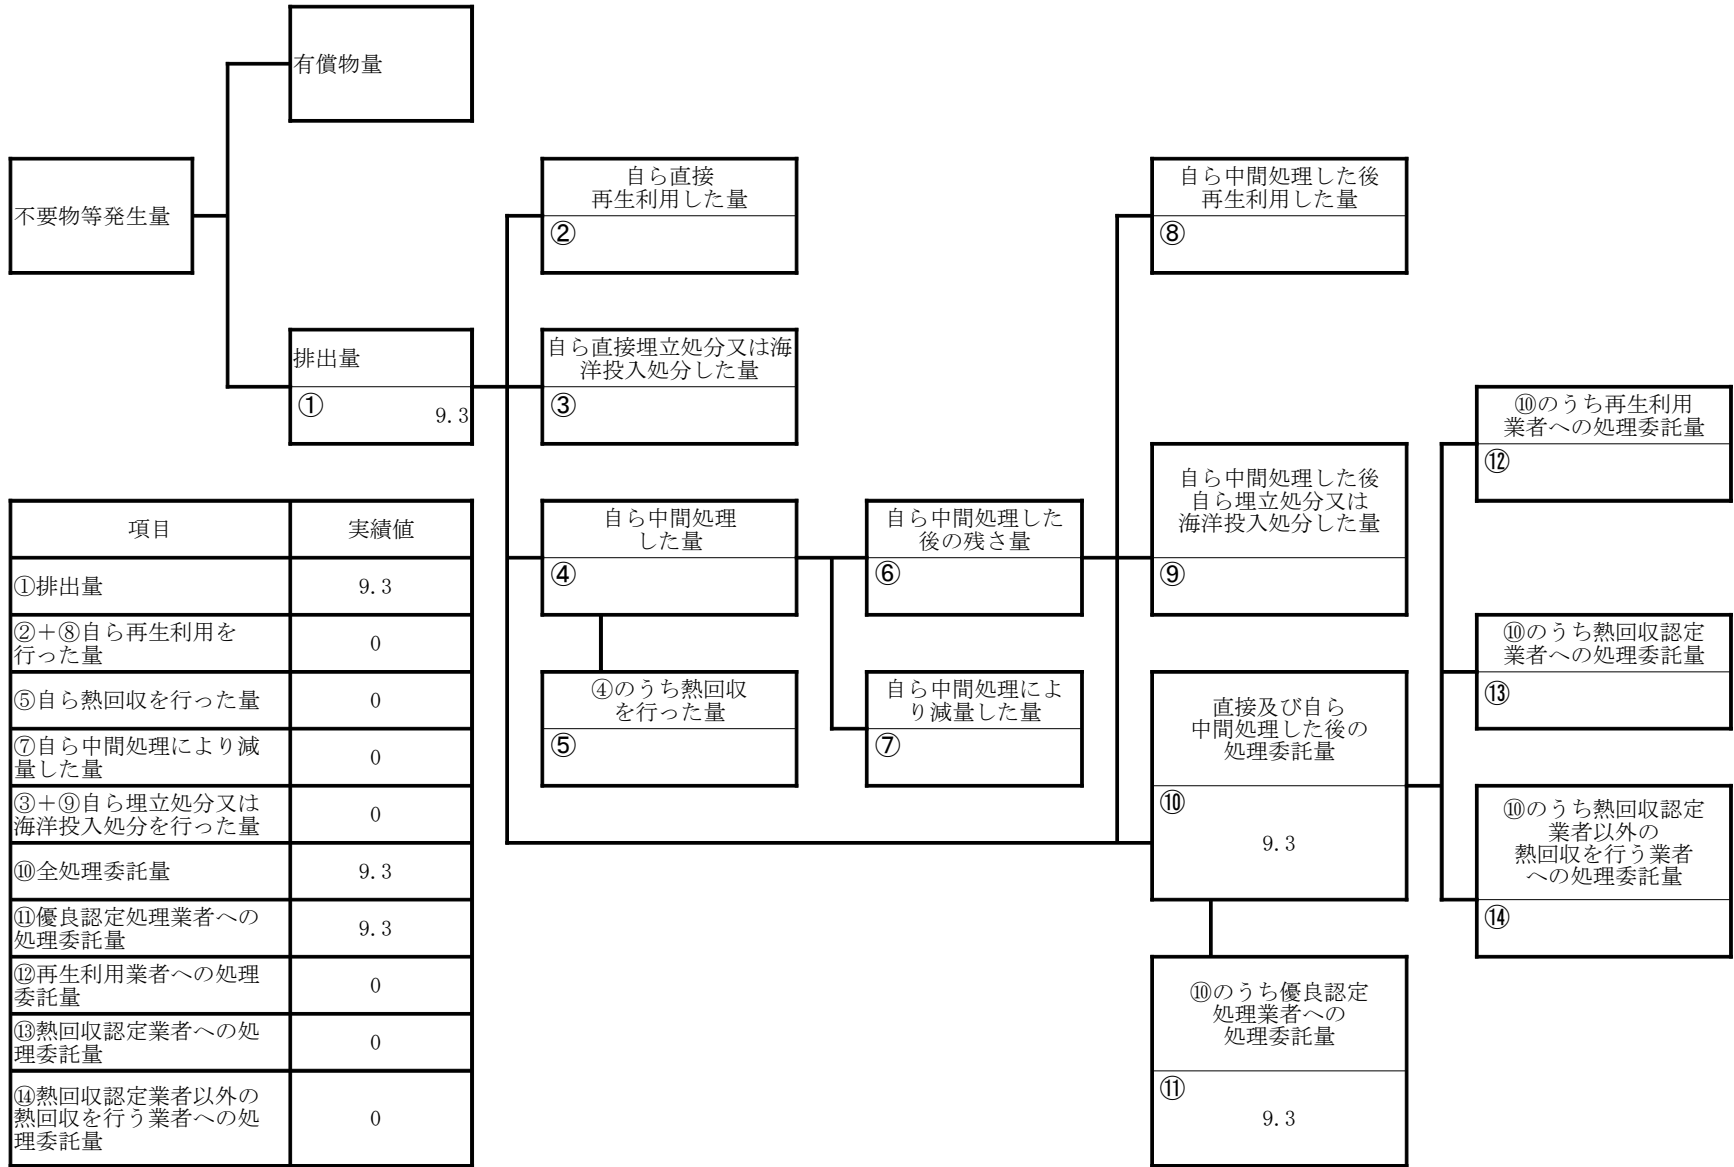 有償物量
不要物等発生量
自ら直接
再生利用した量
②
自ら中間処理した後
再生利用した量
⑧
排出量
①
9.3
自ら直接埋立処分又は海
洋投入処分した量
③
⑩のうち再生利用
業者への処理委託量
⑫
自ら中間処理
した量
④
自ら中間処理した
後の残さ量
⑥
自ら中間処理した後
自ら埋立処分又は
海洋投入処分した量
⑨
⑩のうち熱回収認定
業者への処理委託量
⑬
④のうち熱回収
を行った量
⑤
自ら中間処理によ
り減量した量
⑦
直接及び自ら
中間処理した後の
処理委託量
⑩
9.3
⑩のうち熱回収認定
業者以外の
熱回収を行う業者
への処理委託量
⑭
⑩のうち優良認定
処理業者への
処理委託量
⑪
9.3
項目 実績値
①排出量 9.3
②＋⑧自ら再生利用を
行った量 0
⑤自ら熱回収を行った量 0
⑦自ら中間処理により減
量した量 0
③＋⑨自ら埋立処分又は
海洋投入処分を行った量 0
⑩全処理委託量 9.3
⑪優良認定処理業者への
処理委託量 9.3
⑫再生利用業者への処理
委託量 0
⑬熱回収認定業者への処
理委託量 0
⑭熱回収認定業者以外の
熱回収を行う業者への処
理委託量 0